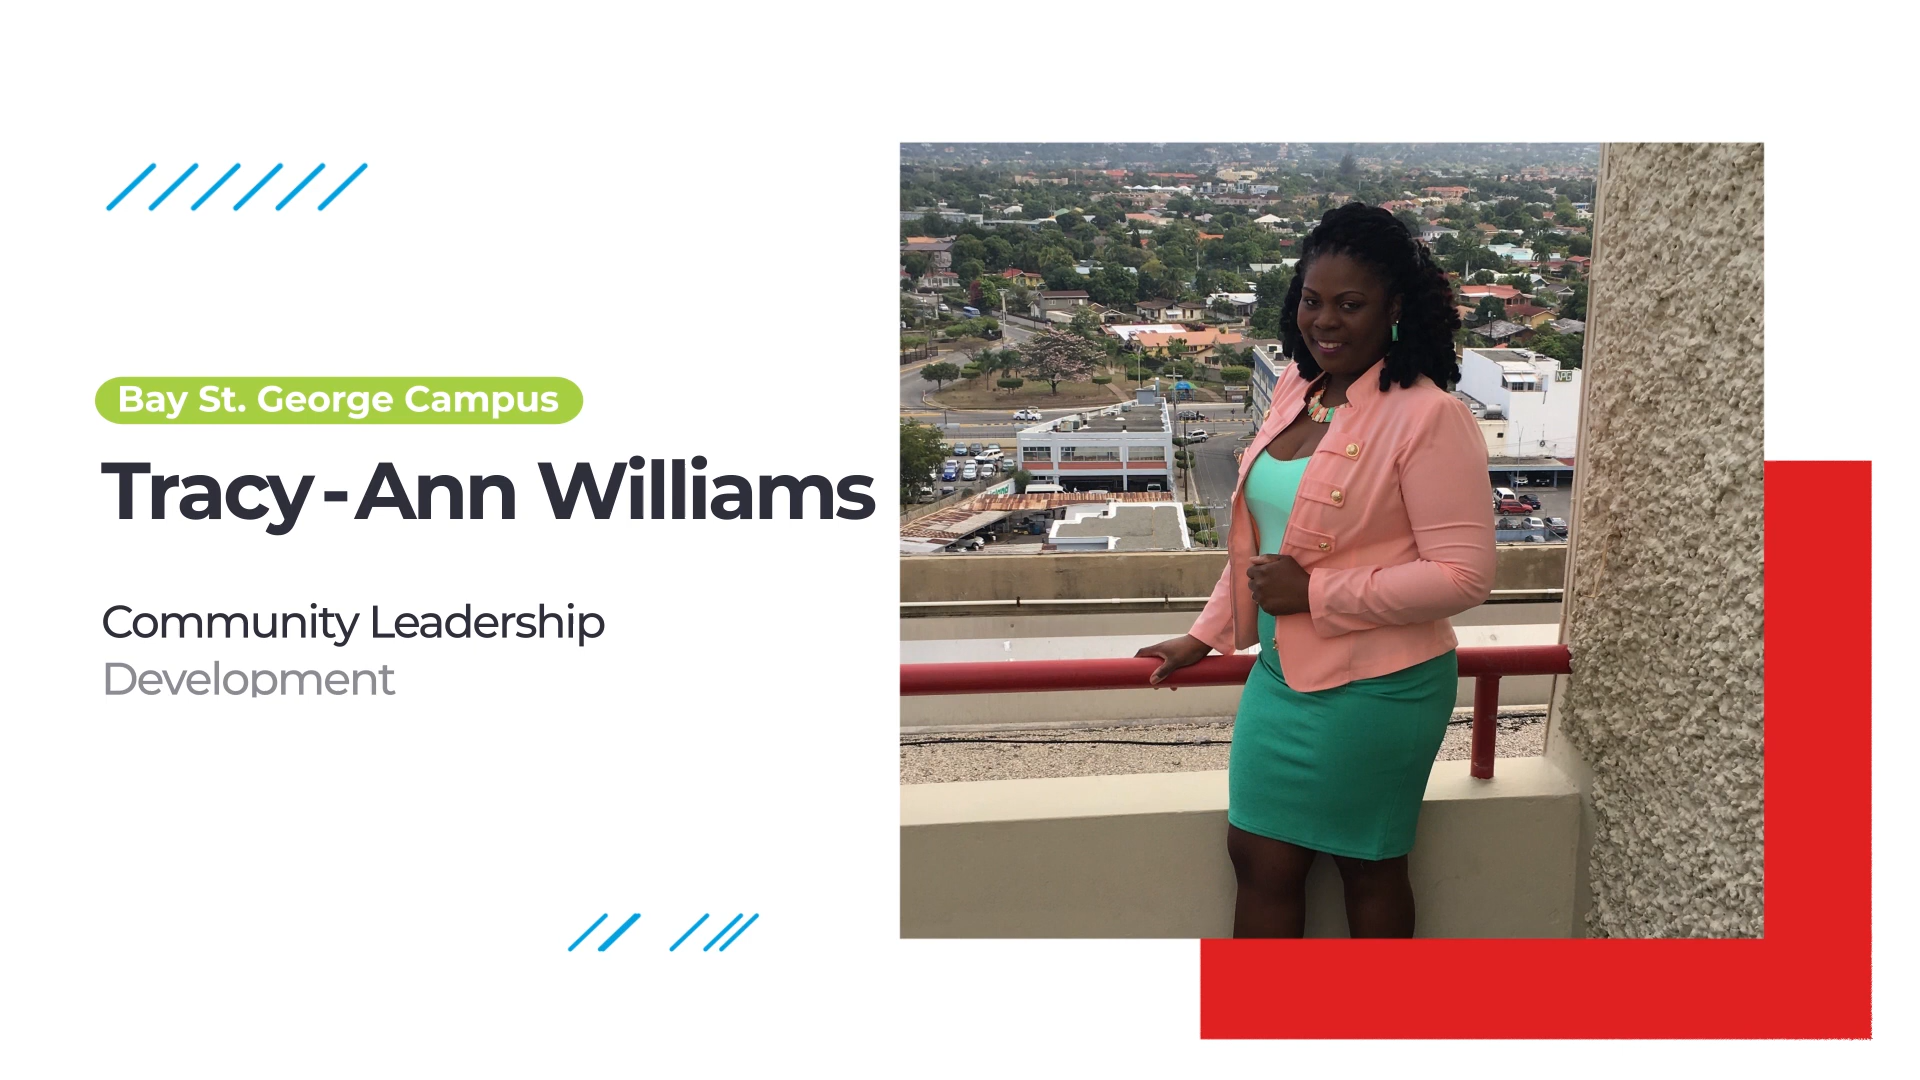 Bay St. George Campus
Tracy-Ann Williams
Community Leadership
Development